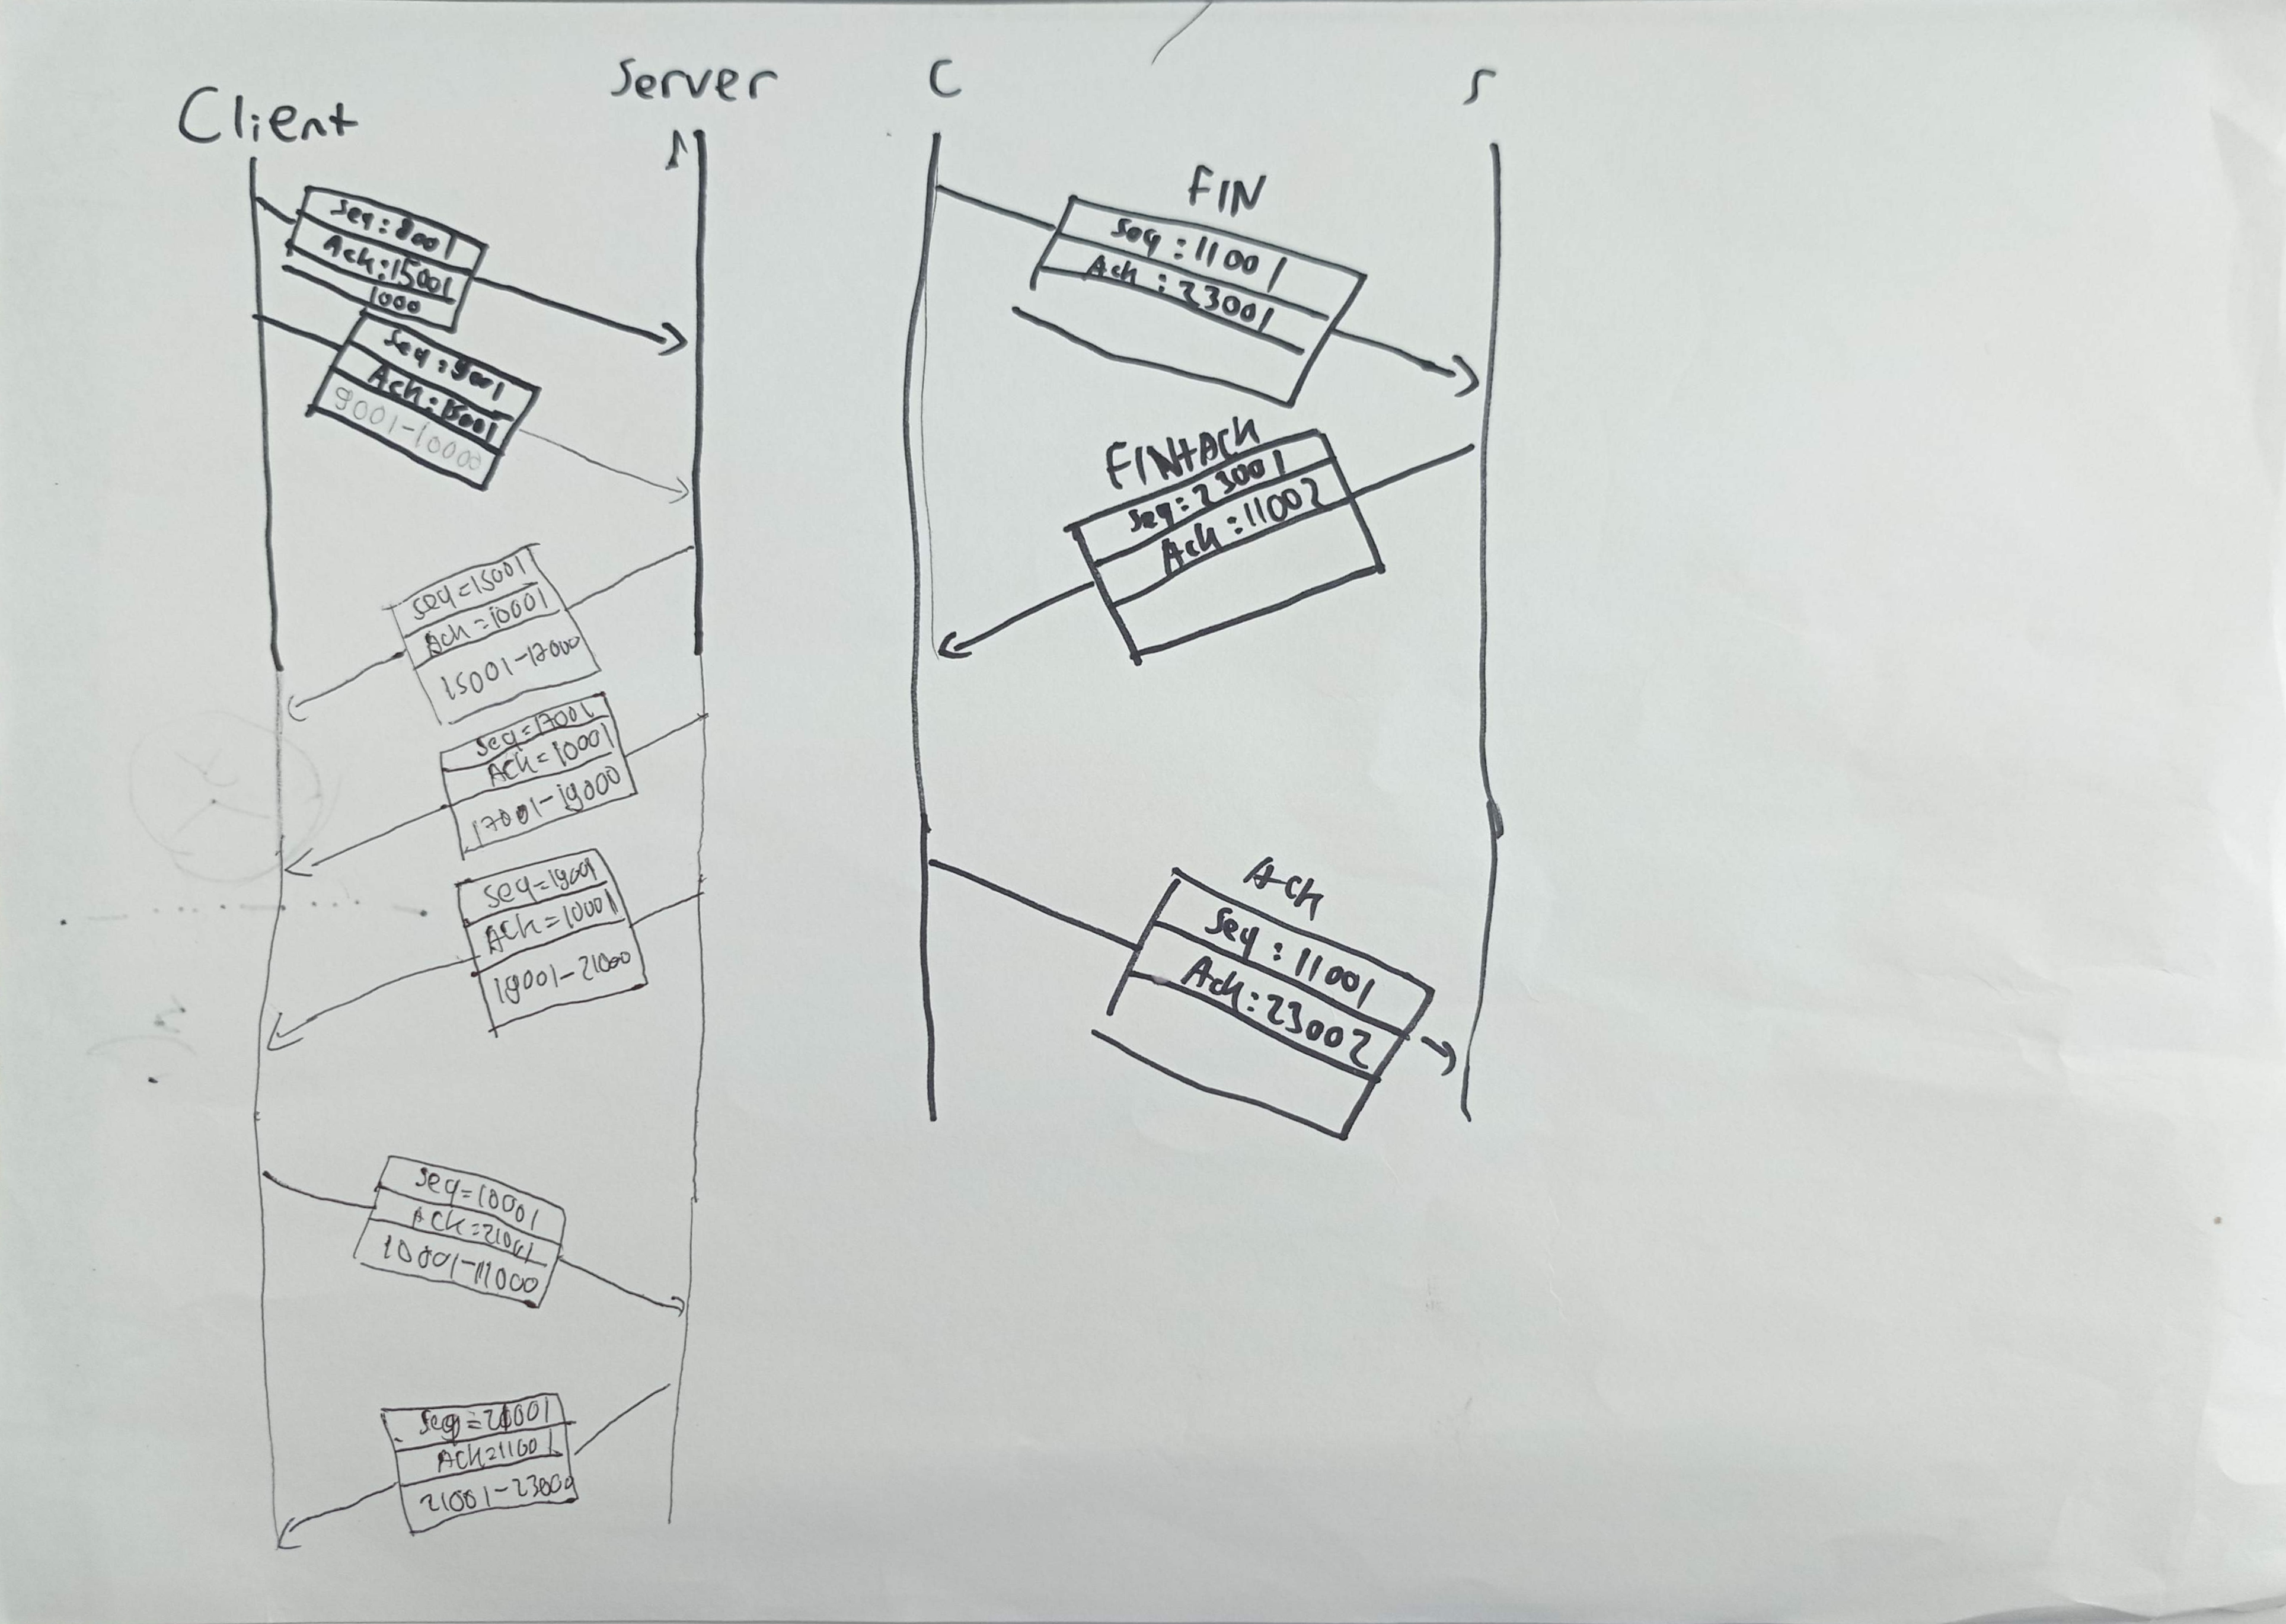 Client
Server
Seq:8001
Ack:15001
1000
Seq:9001
Ack:15001
9001-10000
Seq=15001
Ack=10001
15001-17000
Seq=17001
Ack=10001
17001-19000
Seq=19001
Ack=10001
19001-21000
Seq=10001
Ack=21001
10001-11000
Seq=21001
Ack=11001
21001-23000
C
S
FIN
Seq:11001
Ack:23001
FIN+Ack
Seq:23001
Ack:11002
Ack
Seq:11001
Ack:23002